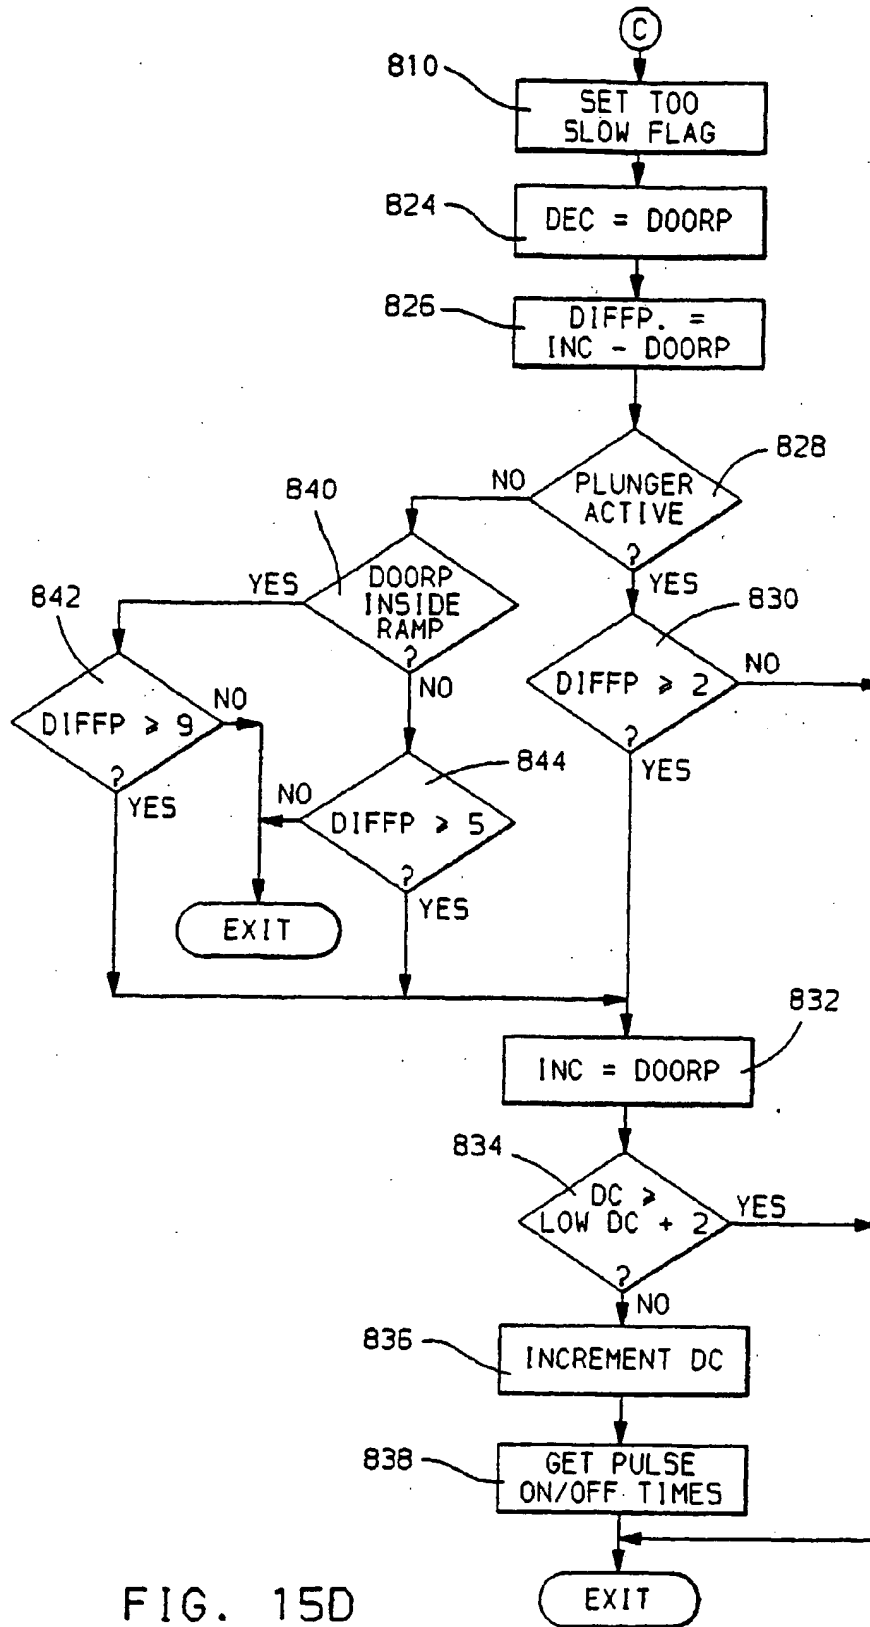 C
810
SET TOO
SLOW FLAG
824
DEC = DOORP
826
DIFFP. =
INC - DOORP
828
PLUNGER
ACTIVE
?
NO
YES
840
DOORP
INSIDE
RAMP
?
YES
NO
830
DIFFP ⩾ 2
?
NO
YES
842
DIFFP ⩾ 9
?
NO
YES
844
DIFFP ⩾ 5
?
NO
YES
EXIT
832
INC = DOORP
834
DC ⩾
LOW DC + 2
?
YES
NO
836
INCREMENT DC
838
GET PULSE
ON/OFF TIMES
EXIT
FIG. 15D